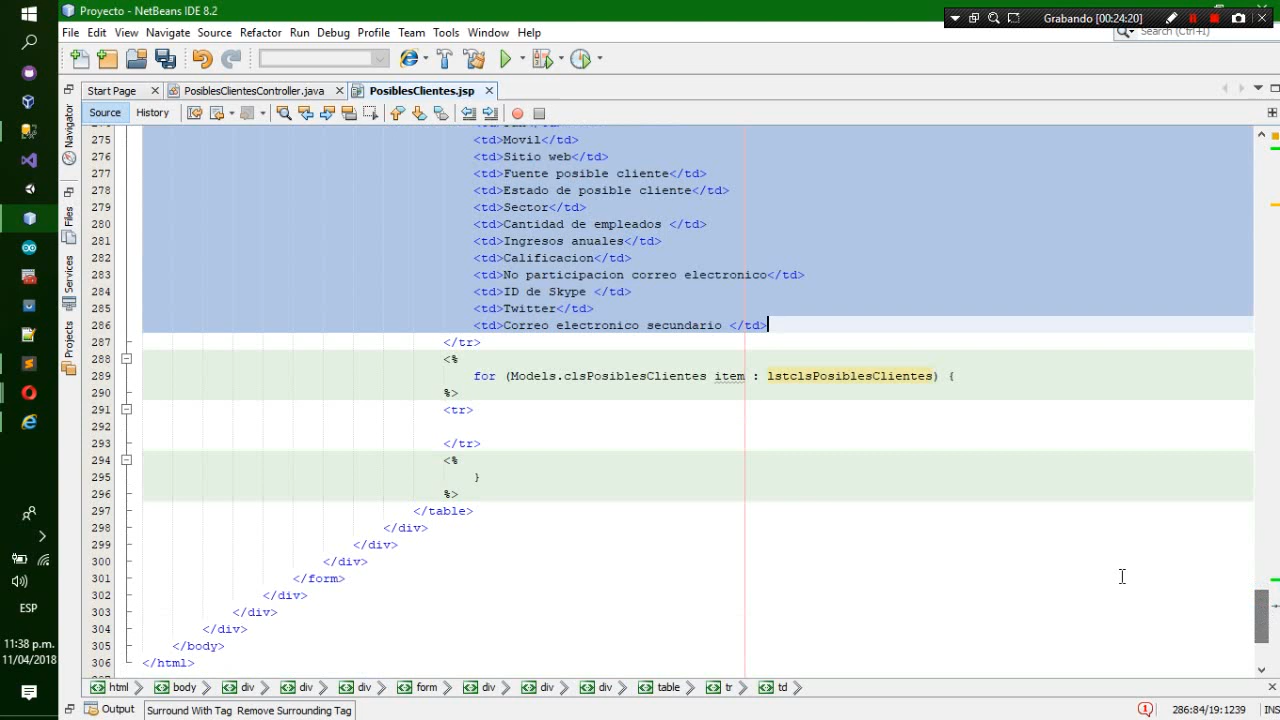 Proyecto - NetBeans IDE 8.2
Grabando [00:24:20]
File Edit View Navigate Source Refactor Run Debug Profile Team Tools Window Help
Search (Ctrl+I)
Start Page PosiblesClientesController.java PosiblesClientes.jsp
Source History
Navigator
Files
Services
Projects
275 <td>Movil</td>
276 <td>Sitio web</td>
277 <td>Fuente posible cliente</td>
278 <td>Estado de posible cliente</td>
279 <td>Sector</td>
280 <td>Cantidad de empleados </td>
281 <td>Ingresos anuales</td>
282 <td>Calificacion</td>
283 <td>No participacion correo electronico</td>
284 <td>ID de Skype </td>
285 <td>Twitter</td>
286 <td>Correo electronico secundario </td>
287 </tr>
288 <%
289 for (Models.clsPosiblesClientes item : lstclsPosiblesClientes) {
290 %>
291 <tr>
292
293 </tr>
294 <%
295 }
296 %>
297 </table>
298 </div>
299 </div>
300 </div>
301 </form>
302 </div>
303 </div>
304 </div>
305 </body>
306 </html>
html body div div div form div div div table tr td
Output Surround With Tag Remove Surrounding Tag
286:84/19:1239 INS
ESP
11:38 p.m.
11/04/2018